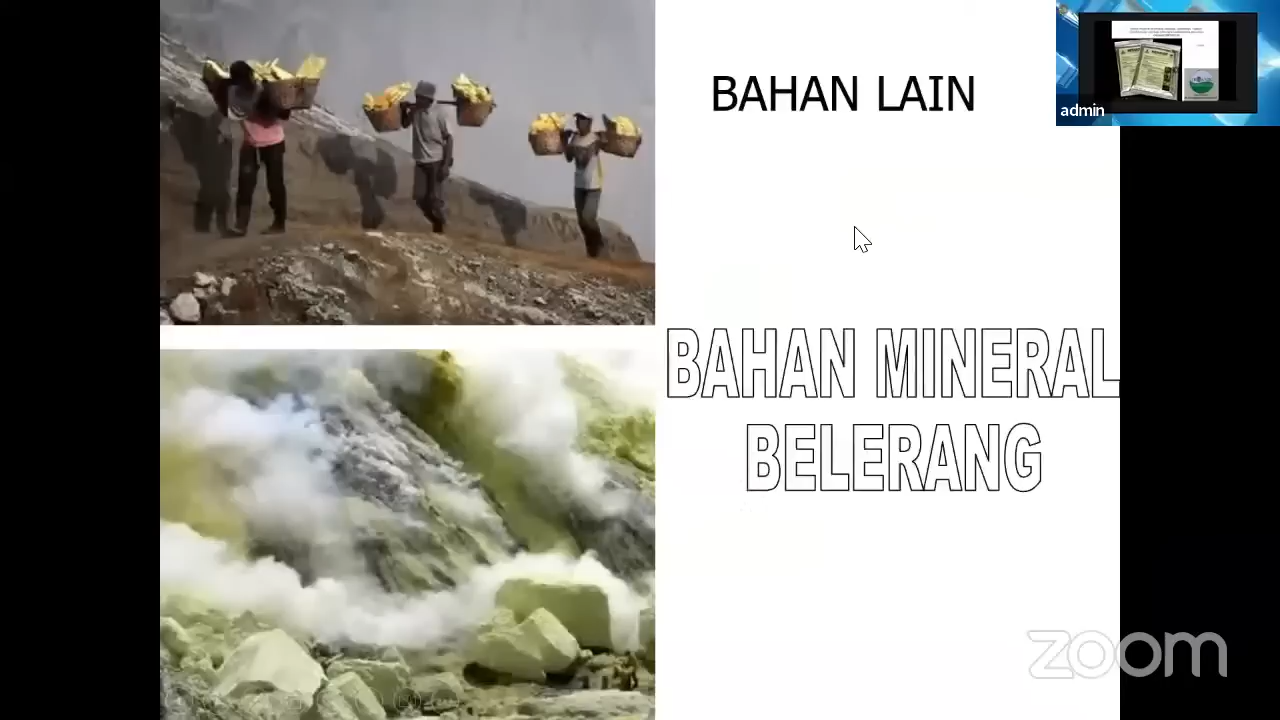 BAHAN LAIN
admin
BAHAN MINERAL
BELERANG
zoom